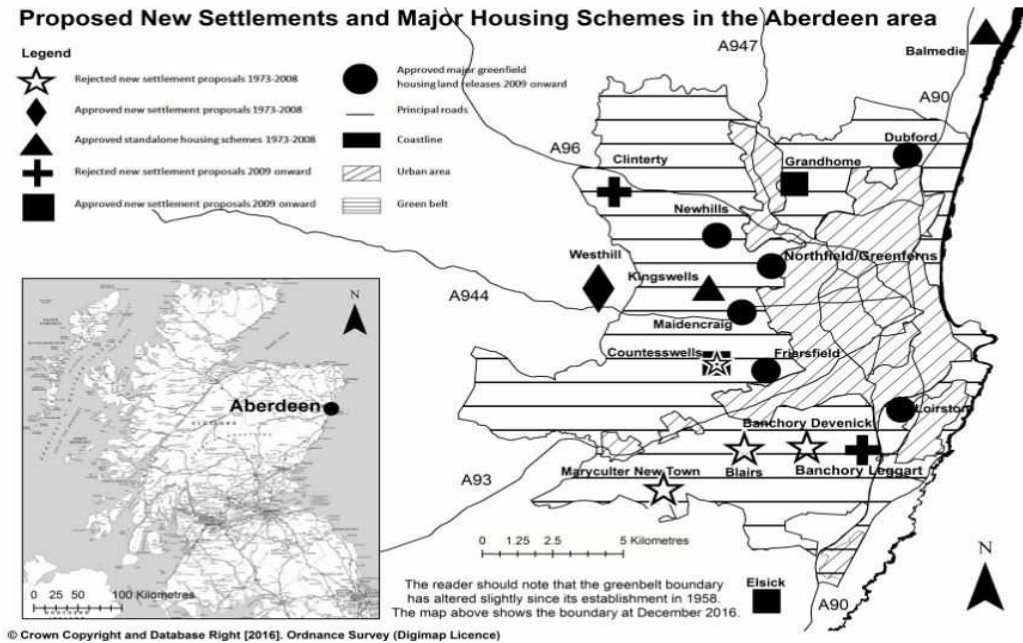 Proposed New Settlements and Major Housing Schemes in the Aberdeen area
Legend
Rejected new settlement proposals 1973-2008
Approved new settlement proposals 1973-2008
Approved standalone housing schemes 1973-2008
Rejected new settlement proposals 2009 onward
Approved new settlement proposals 2009 onward
Approved major greenfield
housing land releases 2009 onward
Principal roads
Coastline
Urban area
Green belt
A947
Balmedie
A90
Dubford
A96
Clinterty
Grandhome
Newhills
Westhill
Northfield/Greenferns
Kingswells
A944
Maidencraig
Countesswells
Friarsfield
Loirston
Banchory Devenick
Maryculter New Town
Blairs
Banchory Leggart
A93
0 1.25 2.5 5 Kilometres
N
Aberdeen
0 25 50 100 Kilometres
The reader should note that the greenbelt boundary
has altered slightly since its establishment in 1958.
The map above shows the boundary at December 2016.
Elsick
A90
N
© Crown Copyright and Database Right [2016]. Ordnance Survey (Digimap Licence)